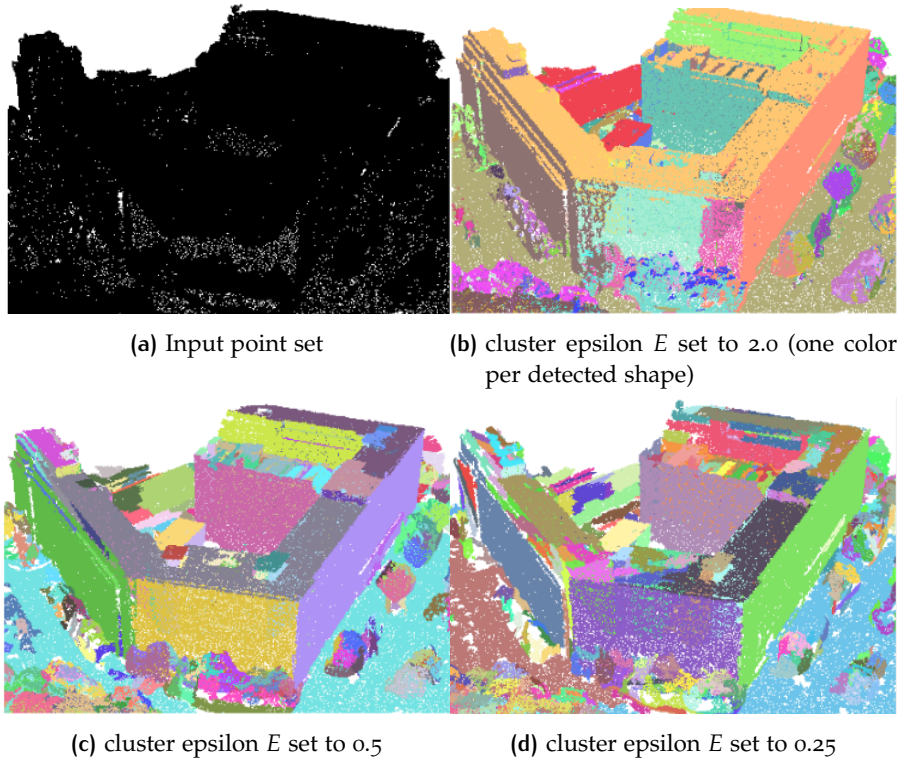 (a) Input point set
(b) cluster epsilon E set to 2.0 (one color
per detected shape)
(c) cluster epsilon E set to 0.5
(d) cluster epsilon E set to 0.25